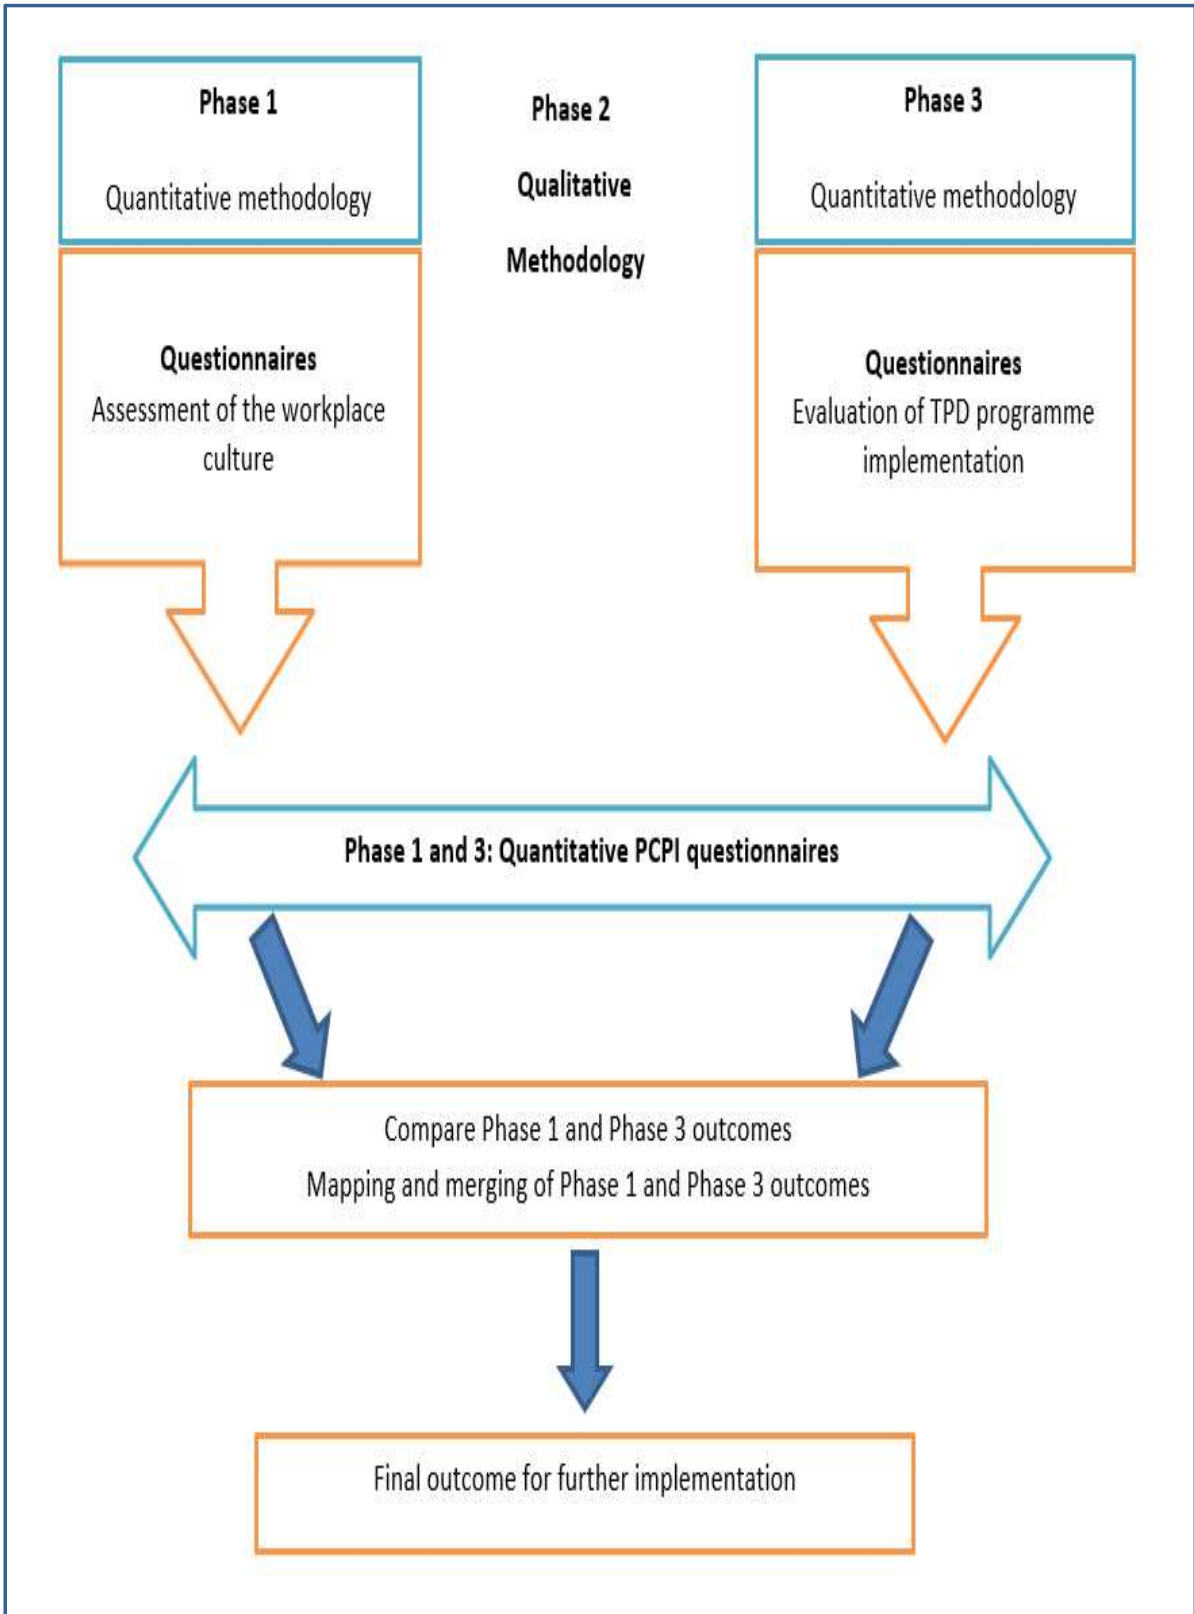 Phase 1
Quantitative methodology
Phase 2
Qualitative
Methodology
Phase 3
Quantitative methodology
Questionnaires
Assessment of the workplace
culture
Questionnaires
Evaluation of TPD programme
implementation
Phase 1 and 3: Quantitative PCPI questionnaires
Compare Phase 1 and Phase 3 outcomes
Mapping and merging of Phase 1 and Phase 3 outcomes
Final outcome for further implementation